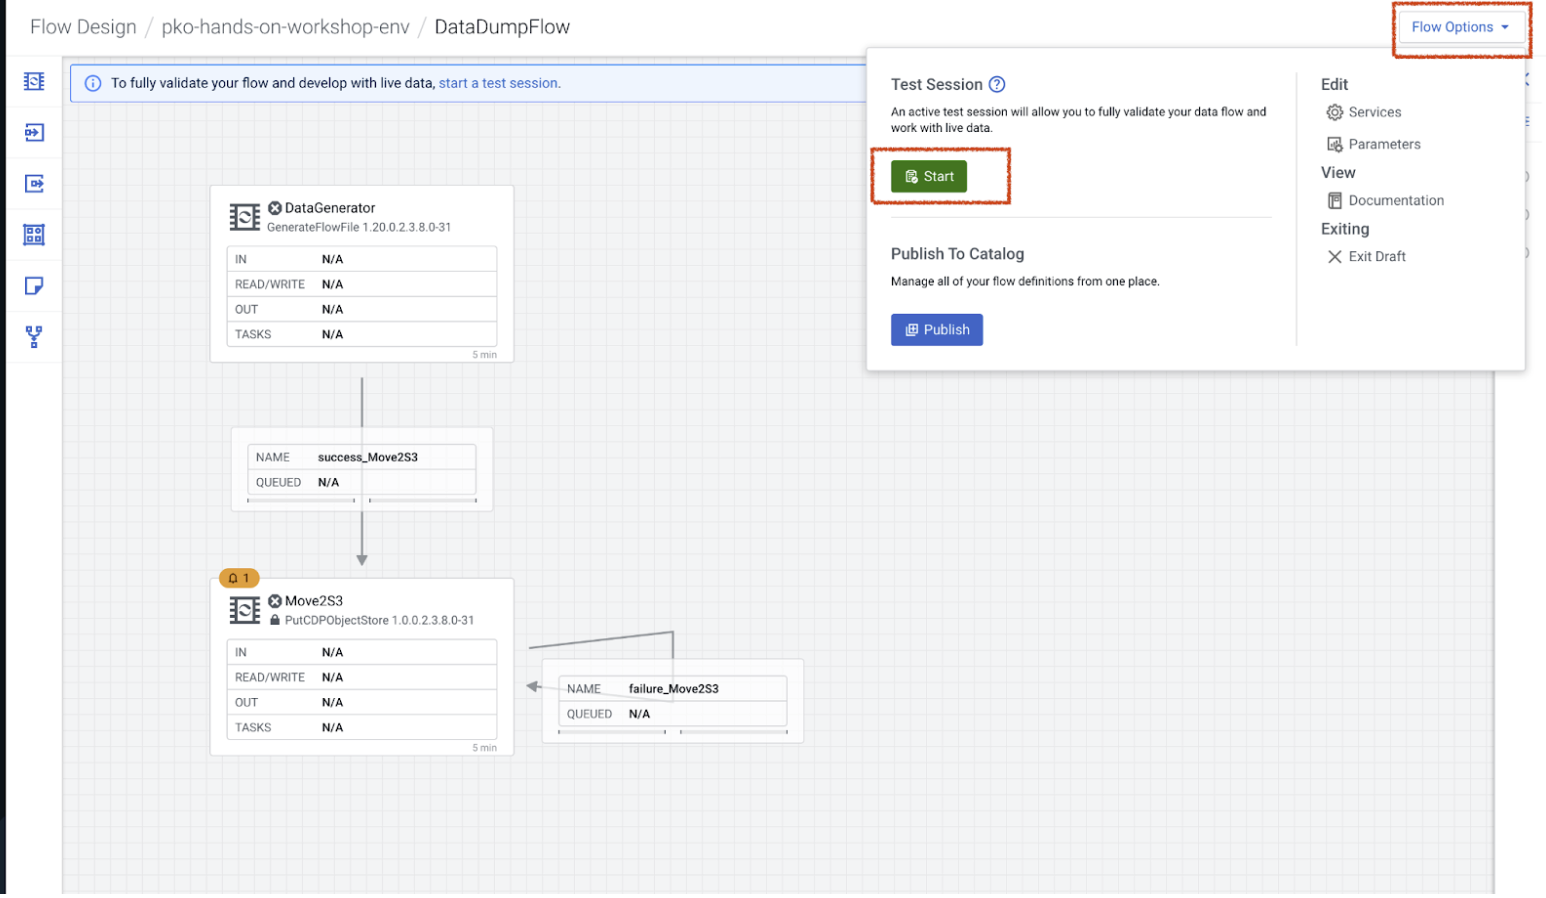 Flow Design / pko-hands-on-workshop-env / DataDumpFlow
Flow Options
To fully validate your flow and develop with live data, start a test session.
Test Session
An active test session will allow you to fully validate your data flow and
work with live data.
Start
Publish To Catalog
Manage all of your flow definitions from one place.
Publish
Edit
Services
Parameters
View
Documentation
Exiting
Exit Draft
DataGenerator
GenerateFlowFile 1.20.0.2.3.8.0-31
IN N/A
READ/WRITE N/A
OUT N/A
TASKS N/A
5 min
NAME success_Move2S3
QUEUED N/A
1
Move2S3
PutCDPObjectStore 1.0.0.2.3.8.0-31
IN N/A
READ/WRITE N/A
OUT N/A
TASKS N/A
5 min
NAME failure_Move2S3
QUEUED N/A